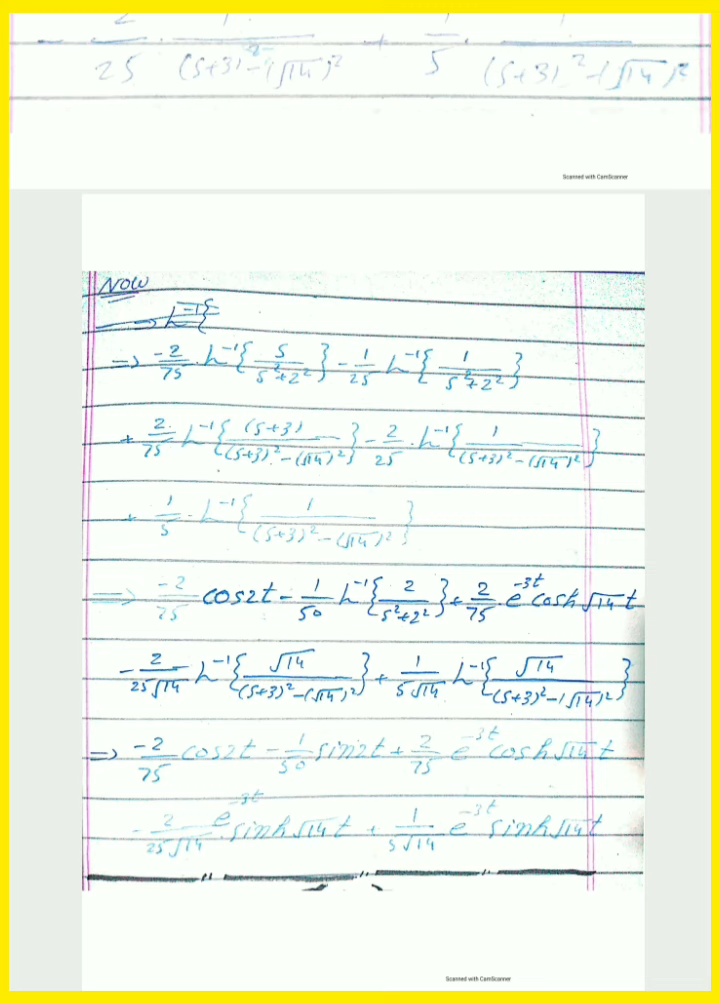 - 2/25 · 1/((s+3)²-(√14)²) + 1/5 · 1/((s+3)²-(√14)²)
Scanned with CamScanner
Now
→ L⁻¹{
→ -2/75 L⁻¹{s/(s²+2²)} - 1/25 L⁻¹{1/(s²+2²)}
+ 2/75 L⁻¹{(s+3)/((s+3)²-(√14)²)} - 2/25 · L⁻¹{1/((s+3)²-(√14)²)}
+ 1/5 · L⁻¹{1/((s+3)²-(√14)²)}
⇒ -2/75 cos2t - 1/50 L⁻¹{2/(s²+2²)} + 2/75 e⁻³ᵗ cosh √14 t
- 2/(25√14) L⁻¹{√14/((s+3)²-(√14)²)} + 1/(5√14) L⁻¹{√14/((s+3)²-(√14)²)}
⇒ -2/75 cos2t - 1/50 sin2t + 2/75 e⁻³ᵗ cosh √14 t
- 2/(25√14) e⁻³ᵗ sinh √14 t + 1/(5√14) e⁻³ᵗ sinh √14 t
Scanned with CamScanner